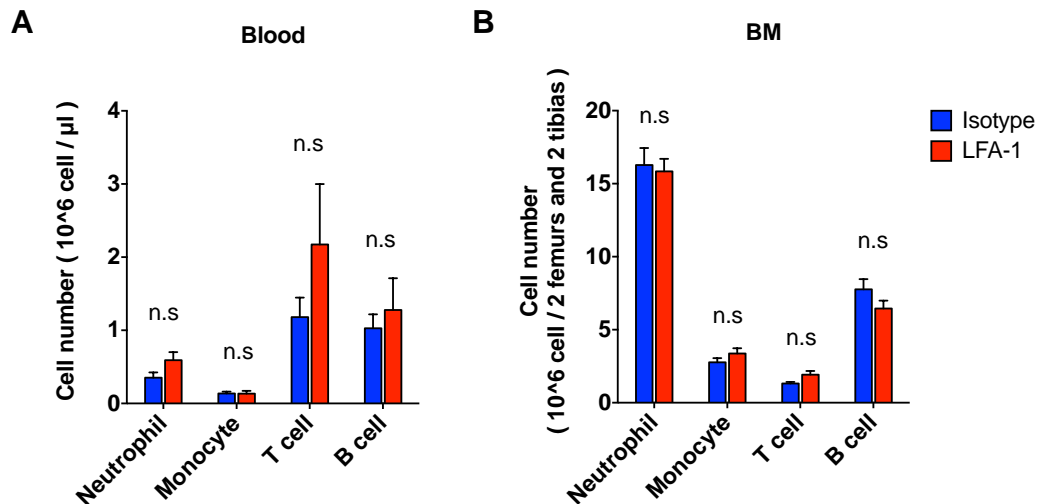 A
Blood
Cell number ( 10^6 cell / µl )
4
3
2
1
0
n.s
n.s
n.s
n.s
Neutrophil
Monocyte
T cell
B cell
B
BM
Cell number
( 10^6 cell / 2 femurs and 2 tibias )
20
15
10
5
0
n.s
n.s
n.s
n.s
Neutrophil
Monocyte
T cell
B cell
Isotype
LFA-1